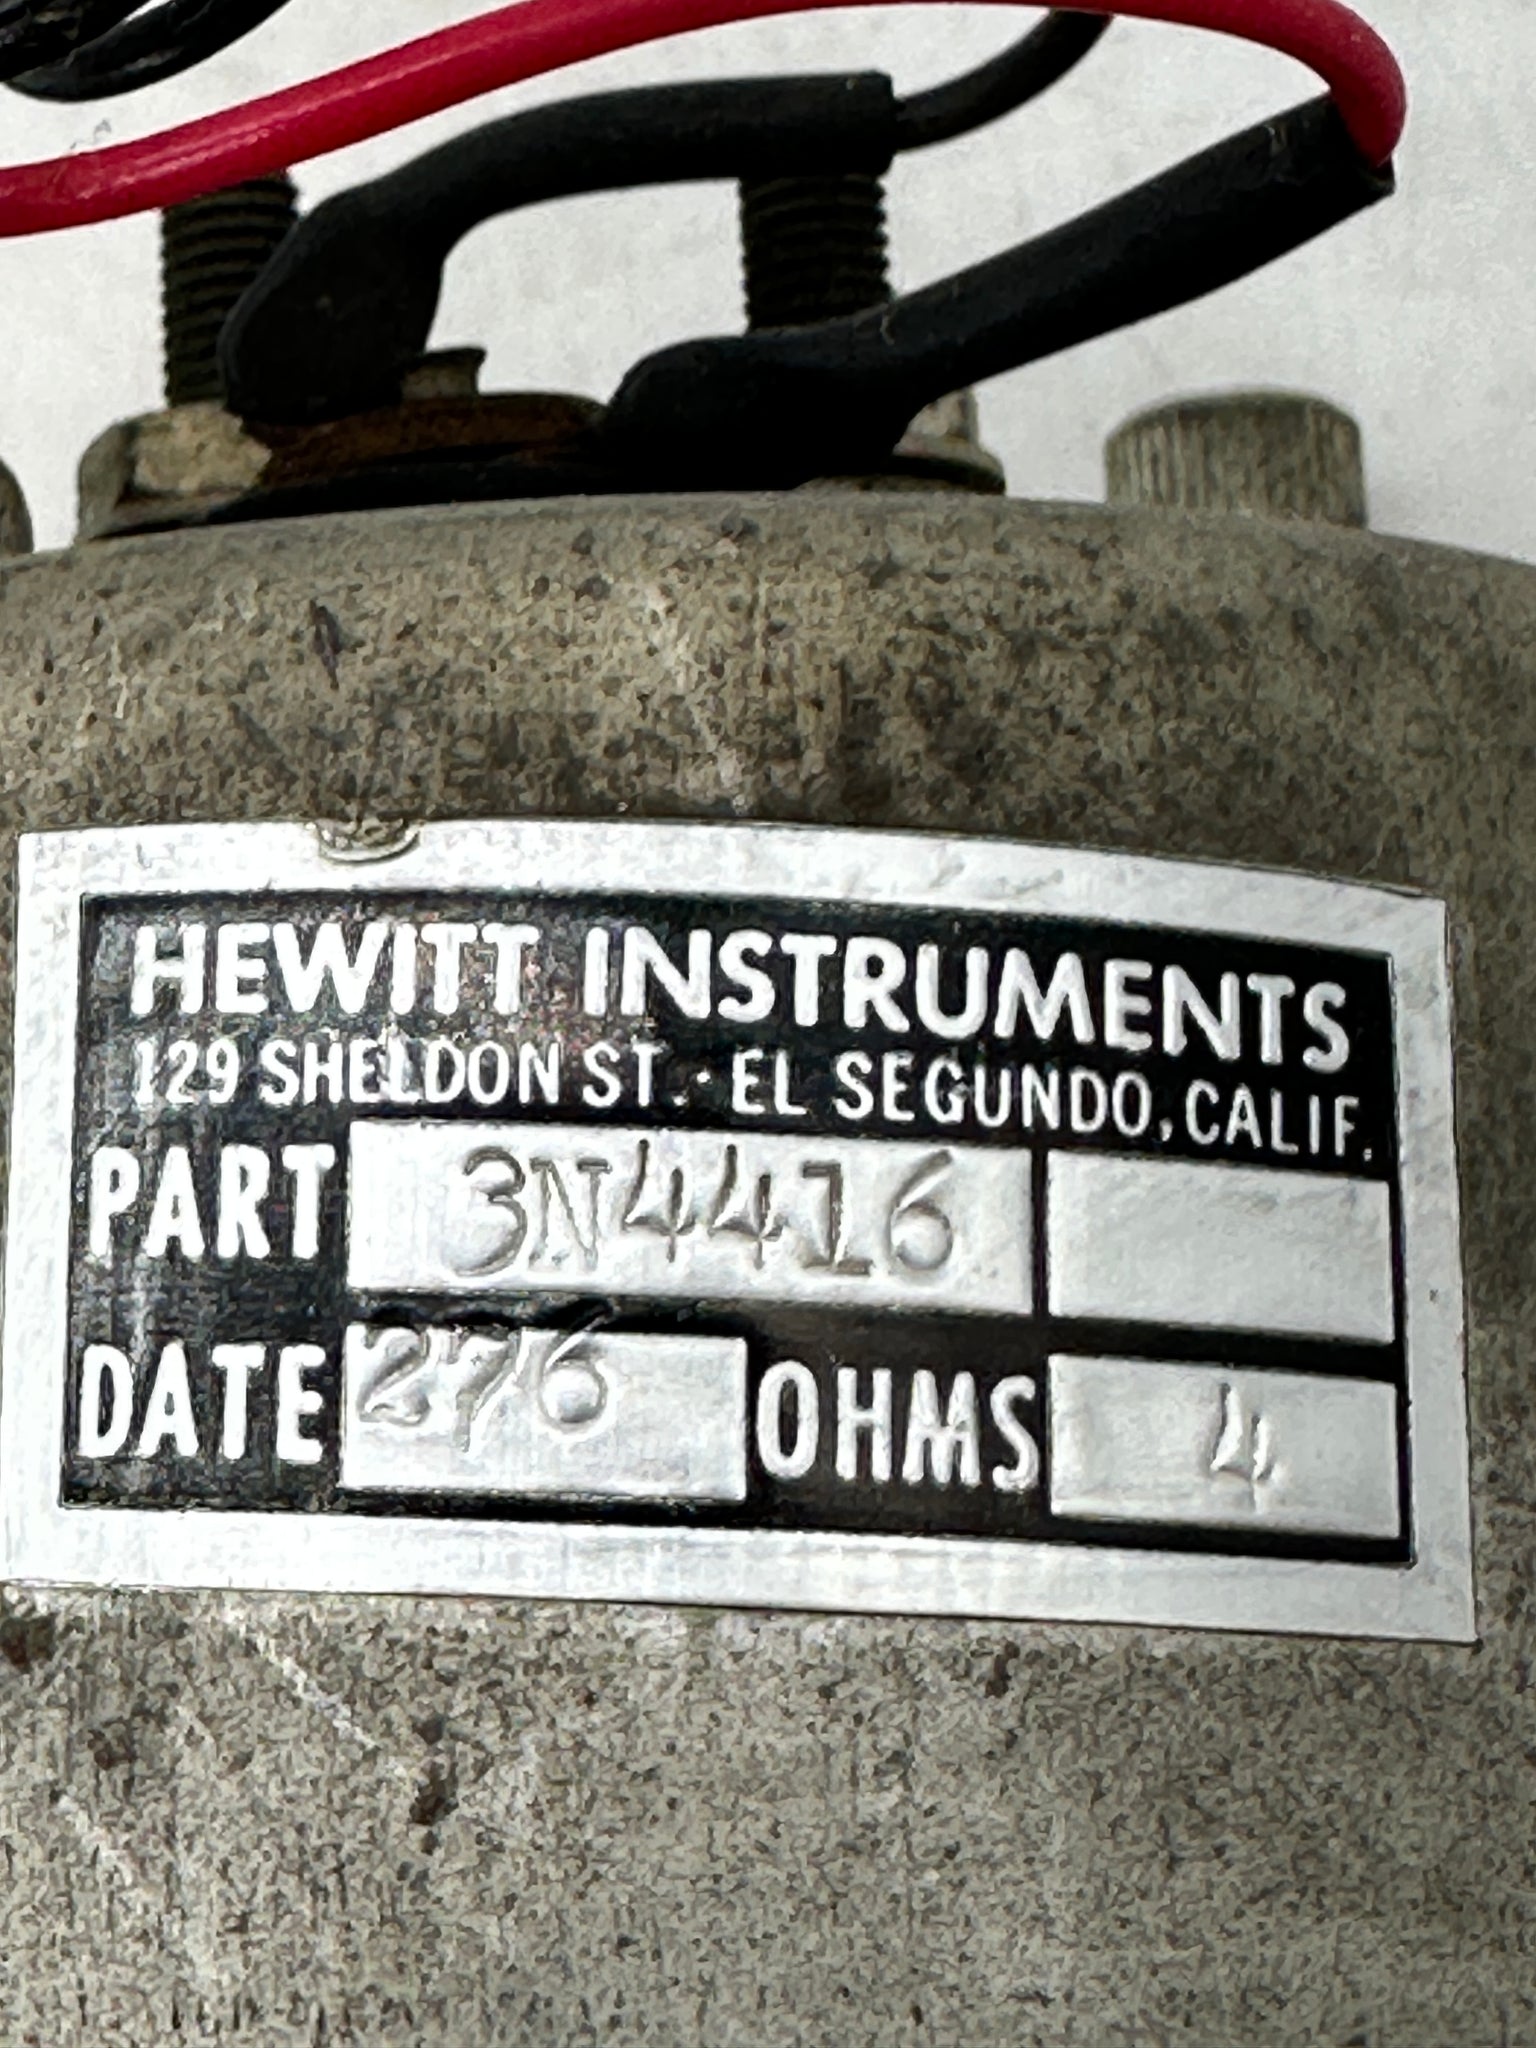 HEWITT INSTRUMENTS
129 SHELDON ST. · EL SEGUNDO, CALIF.
PART 3N4416
DATE 276 OHMS 4